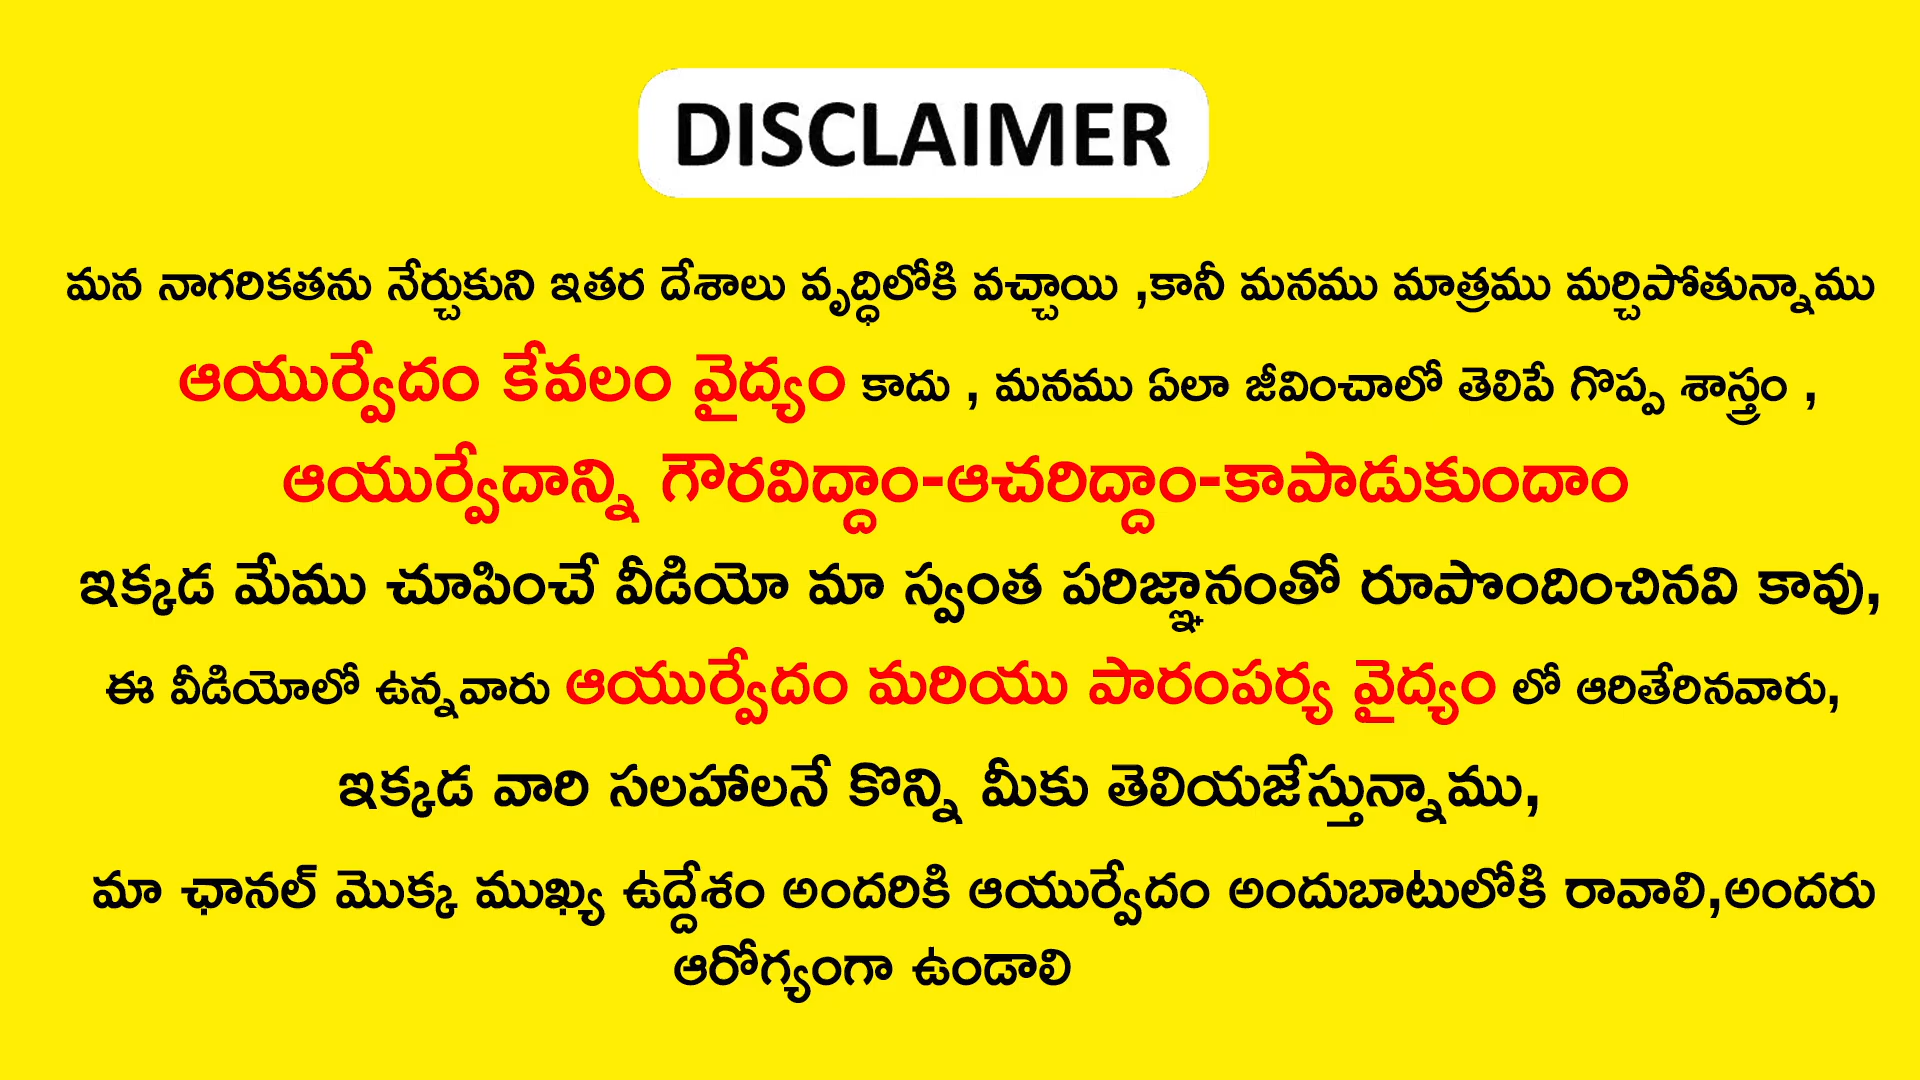 DISCLAIMER
మన నాగరికతను నేర్చుకుని ఇతర దేశాలు వృద్ధిలోకి వచ్చాయి ,కానీ మనము మాత్రము మర్చిపోతున్నాము
ఆయుర్వేదం కేవలం వైద్యం కాదు , మనము ఏలా జీవించాలో తెలిపే గొప్ప శాస్త్రం ,
ఆయుర్వేదాన్ని గౌరవిద్దాం-ఆచరిద్దాం-కాపాడుకుందాం
ఇక్కడ మేము చూపించే వీడియో మా స్వంత పరిజ్ఞానంతో రూపొందించినవి కావు,
ఈ వీడియోలో ఉన్నవారు ఆయుర్వేదం మరియు పారంపర్య వైద్యం లో ఆరితేరినవారు,
ఇక్కడ వారి సలహాలనే కొన్ని మీకు తెలియజేస్తున్నాము,
మా ఛానల్ మొక్క ముఖ్య ఉద్దేశం అందరికి ఆయుర్వేదం అందుబాటులోకి రావాలి,అందరు
ఆరోగ్యంగా ఉండాలి